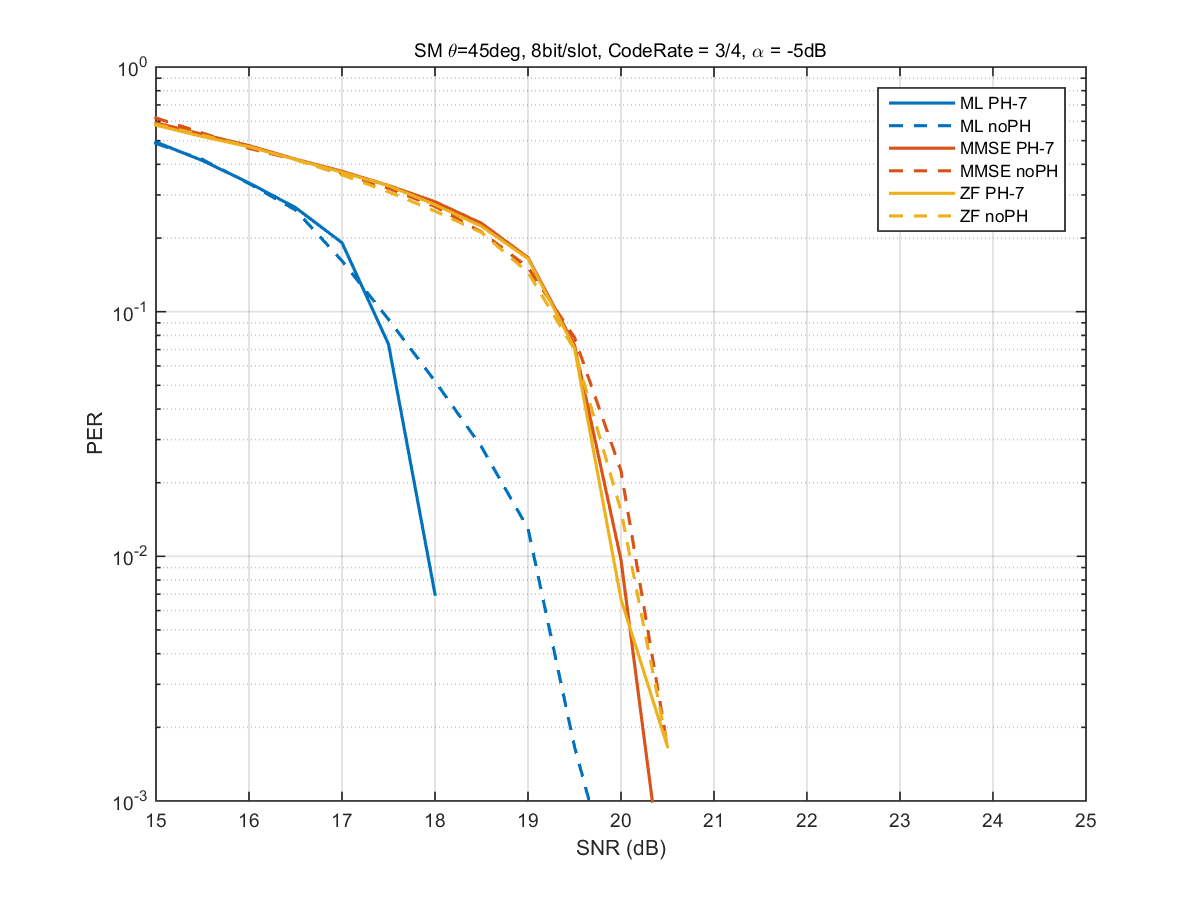 SM θ=45deg, 8bit/slot, CodeRate = 3/4, α = -5dB
10^0
10^-1
10^-2
10^-3
PER
ML PH-7
ML noPH
MMSE PH-7
MMSE noPH
ZF PH-7
ZF noPH
15 16 17 18 19 20 21 22 23 24 25
SNR (dB)